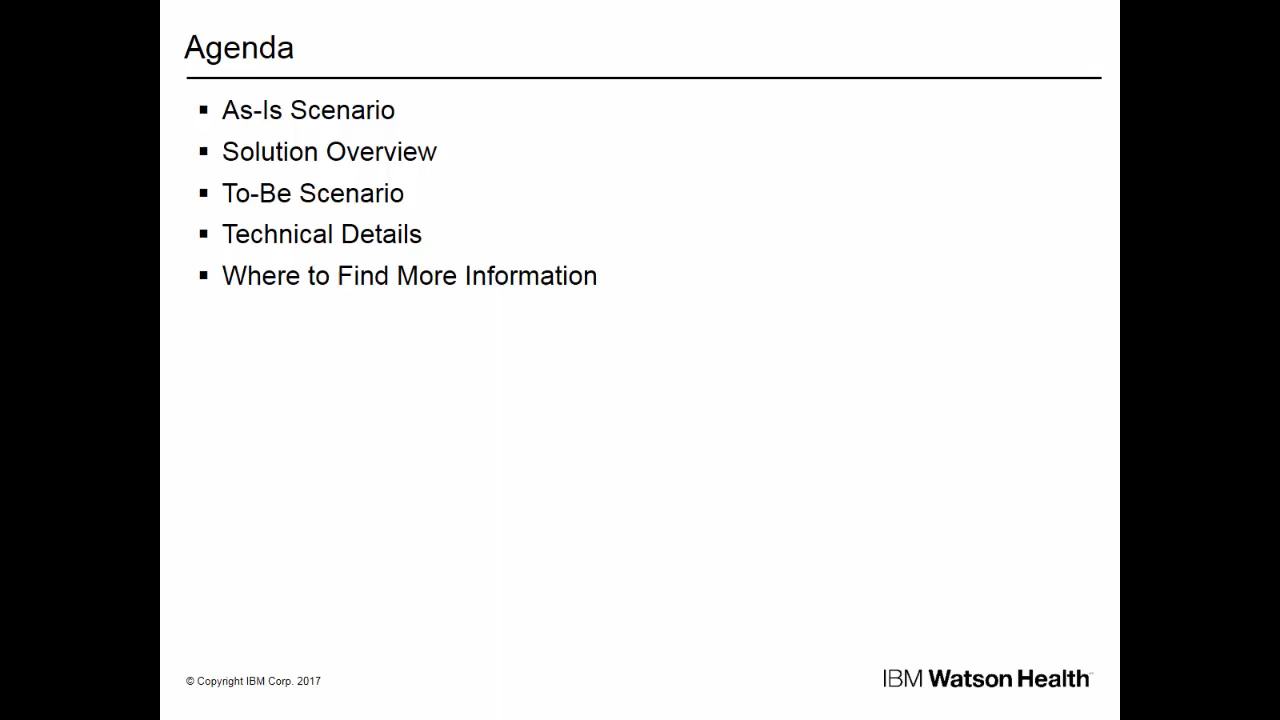 Agenda
▪ As-Is Scenario
▪ Solution Overview
▪ To-Be Scenario
▪ Technical Details
▪ Where to Find More Information
© Copyright IBM Corp. 2017
IBM Watson Health™